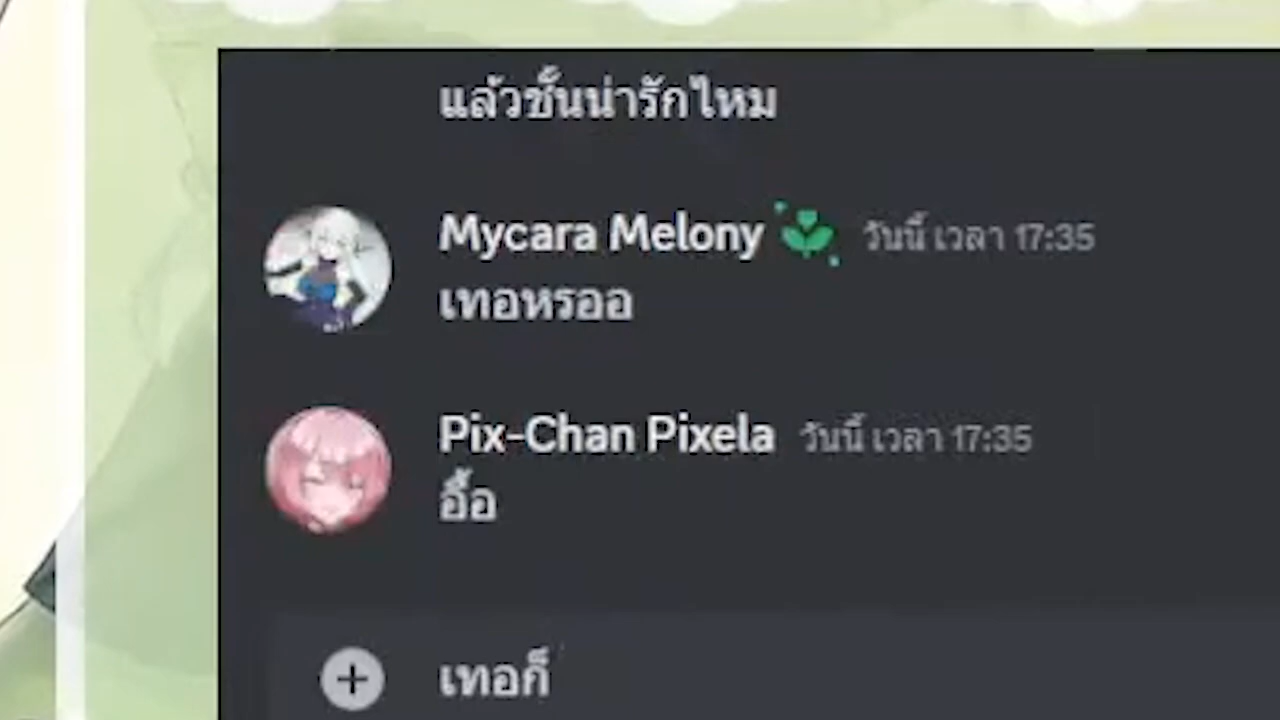 แล้วชั้นน่ารักไหม
Mycara Melony วันนี้ เวลา 17:35
เทอหรออ
Pix-Chan Pixela วันนี้ เวลา 17:35
อื้อ
เทอก็